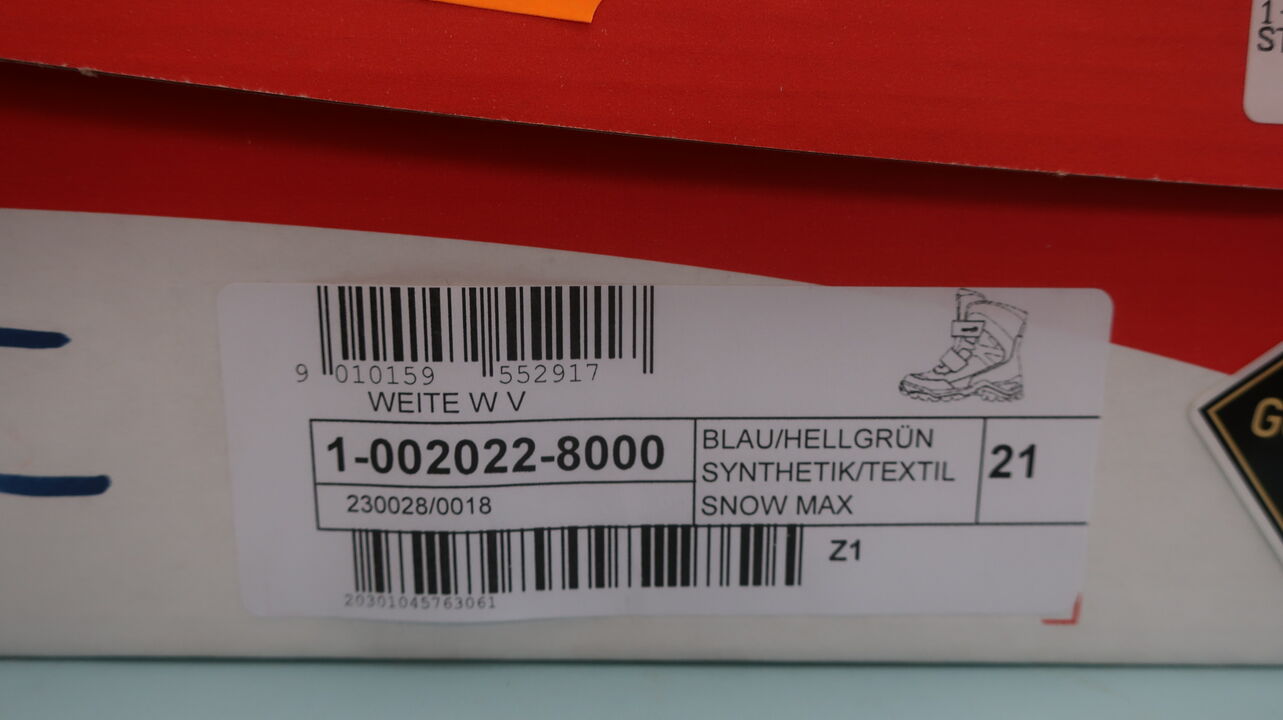 9 010159 552917
WEITE W V
1-002022-8000
230028/0018
BLAU/HELLGRÜN
SYNTHETIK/TEXTIL
SNOW MAX
21
Z1
20301045763061
G